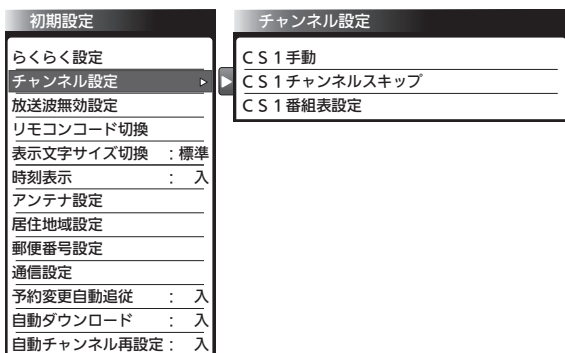 初期設定
らくらく設定
チャンネル設定
放送波無効設定
リモコンコード切換
表示文字サイズ切換 :標準
時刻表示 : 入
アンテナ設定
居住地域設定
郵便番号設定
通信設定
予約変更自動追従 : 入
自動ダウンロード : 入
自動チャンネル再設定: 入
チャンネル設定
CS1手動
CS1チャンネルスキップ
CS1番組表設定